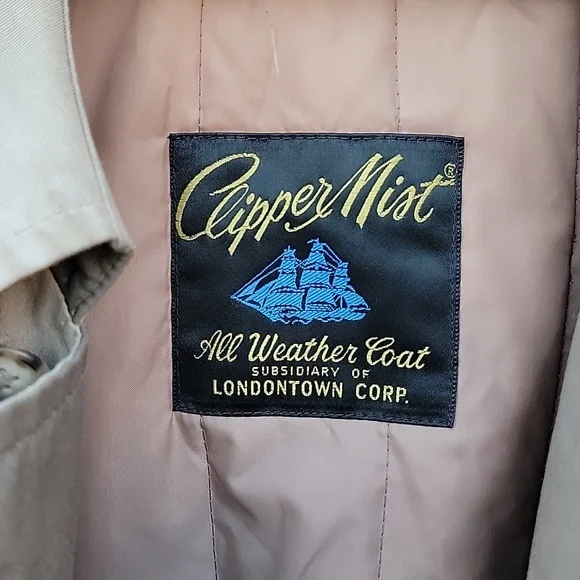 Clipper Mist®
All Weather Coat
SUBSIDIARY OF
LONDONTOWN CORP.